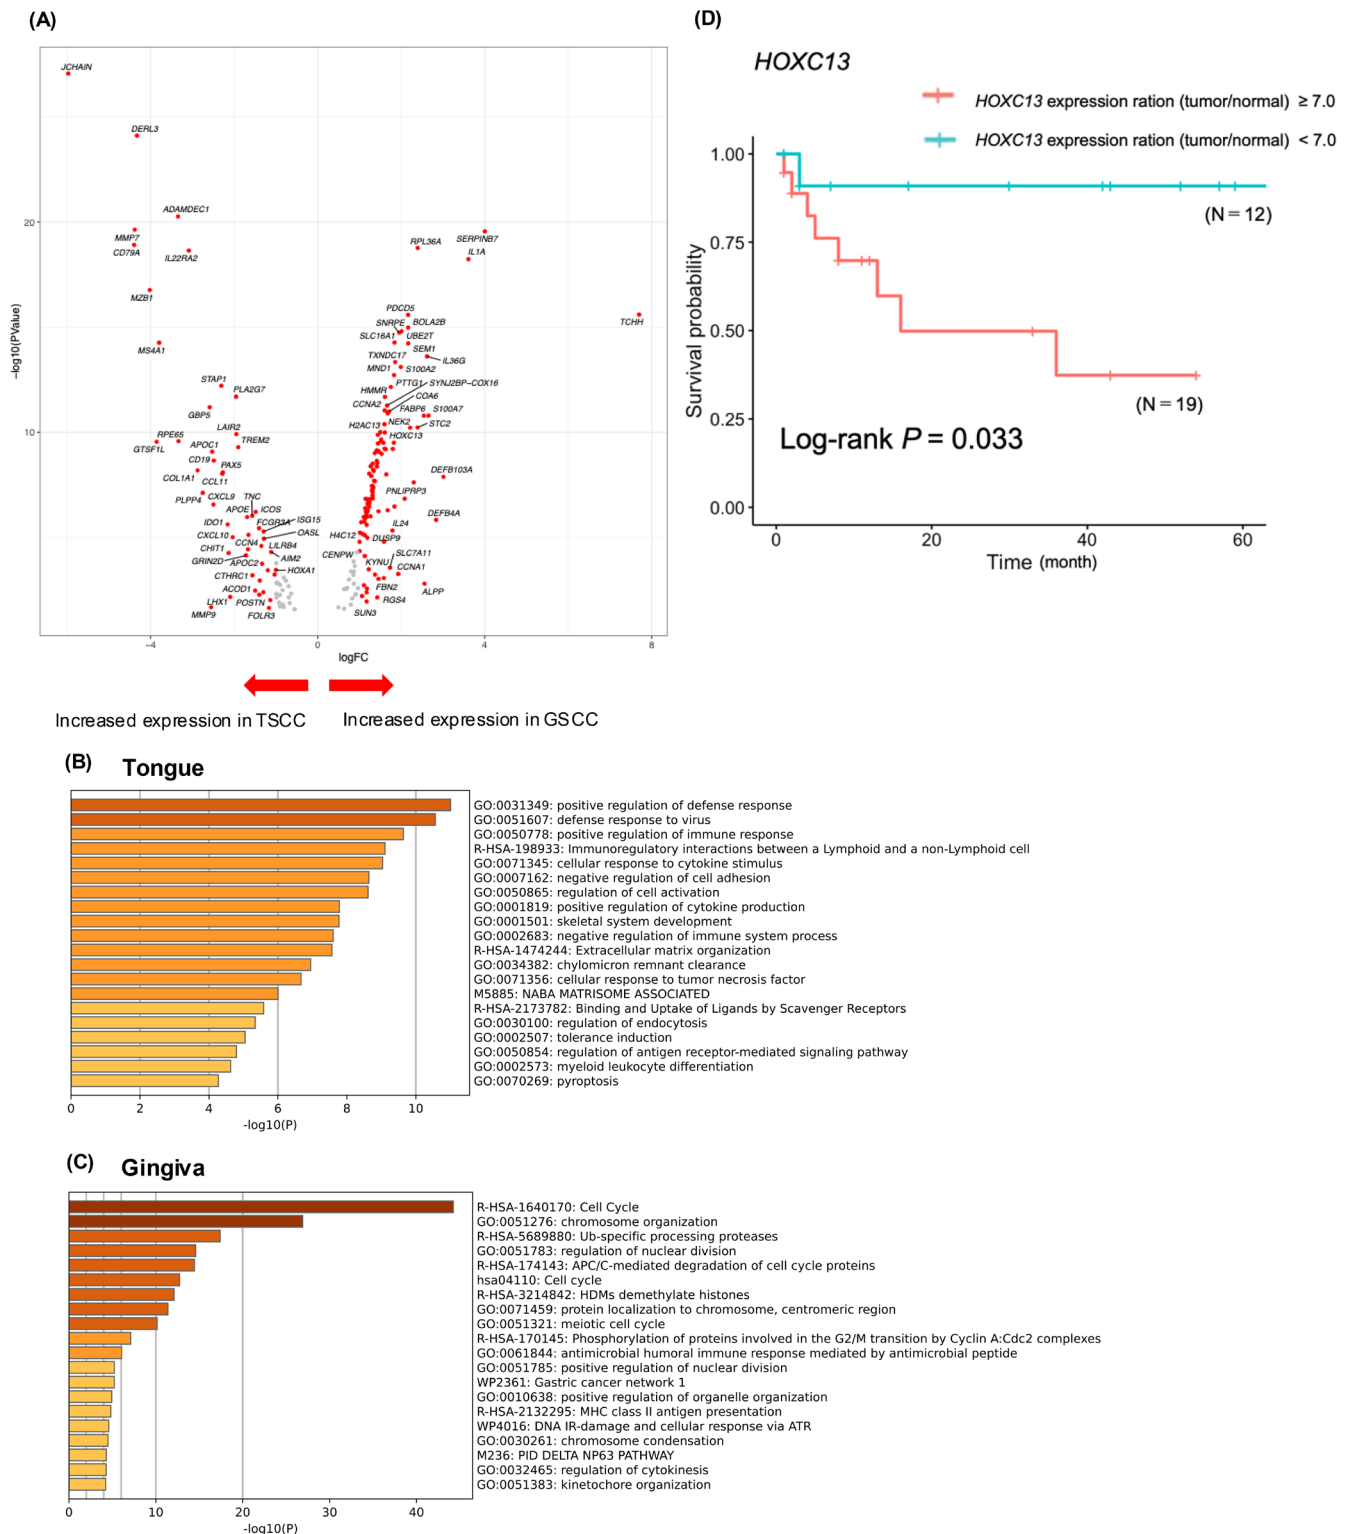 (A)
JCHAIN
DERL3
ADAMDEC1
MMP7
CD79A
IL22RA2
MZB1
MS4A1
RPL36A
SERPINB7
IL1A
TCHH
PDCD5
SNRPE
BOLA2B
SLC16A1
UBE2T
SEM1
TXNDC17
IL36G
MND1
S100A2
STAP1
PLA2G7
PTTG1
SYNJ2BP-COX16
HMMR
COA6
GBP5
CCNA2
FABP6
S100A7
LAIR2
H2AC13
NEK2
STC2
RPE65
HOXC13
GTSF1L
APOC1
TREM2
CD19
PAX5
COL1A1
CCL11
DEFB103A
PLPP4
CXCL9
TNC
PNLIPRP3
APOE
ICOS
DEFB4A
IDO1
FCGR3A
ISG15
IL24
CXCL10
OASL
H4C12
DUSP9
CCN4
CHIT1
LILRB4
CENPW
SLC7A11
GRIN2D
APOC2
AIM2
KYNU
CCNA1
CTHRC1
HOXA1
ACOD1
FBN2
ALPP
LHX1
POSTN
RGS4
MMP9
FOLR3
SUN3
20
10
−log10(PValue)
−4
0
4
8
logFC
Increased expression in TSCC
Increased expression in GSCC
(D)
HOXC13
HOXC13 expression ration (tumor/normal) ≥ 7.0
HOXC13 expression ration (tumor/normal) < 7.0
1.00
0.75
0.50
0.25
0.00
Survival probability
(N = 12)
(N = 19)
Log-rank P = 0.033
0
20
40
60
Time (month)
(B)
Tongue
GO:0031349: positive regulation of defense response
GO:0051607: defense response to virus
GO:0050778: positive regulation of immune response
R-HSA-198933: Immunoregulatory interactions between a Lymphoid and a non-Lymphoid cell
GO:0071345: cellular response to cytokine stimulus
GO:0007162: negative regulation of cell adhesion
GO:0050865: regulation of cell activation
GO:0001819: positive regulation of cytokine production
GO:0001501: skeletal system development
GO:0002683: negative regulation of immune system process
R-HSA-1474244: Extracellular matrix organization
GO:0034382: chylomicron remnant clearance
GO:0071356: cellular response to tumor necrosis factor
M5885: NABA MATRISOME ASSOCIATED
R-HSA-2173782: Binding and Uptake of Ligands by Scavenger Receptors
GO:0030100: regulation of endocytosis
GO:0002507: tolerance induction
GO:0050854: regulation of antigen receptor-mediated signaling pathway
GO:0002573: myeloid leukocyte differentiation
GO:0070269: pyroptosis
0
2
4
6
8
10
-log10(P)
(C)
Gingiva
R-HSA-1640170: Cell Cycle
GO:0051276: chromosome organization
R-HSA-5689880: Ub-specific processing proteases
GO:0051783: regulation of nuclear division
R-HSA-174143: APC/C-mediated degradation of cell cycle proteins
hsa04110: Cell cycle
R-HSA-3214842: HDMs demethylate histones
GO:0071459: protein localization to chromosome, centromeric region
GO:0051321: meiotic cell cycle
R-HSA-170145: Phosphorylation of proteins involved in the G2/M transition by Cyclin A:Cdc2 complexes
GO:0061844: antimicrobial humoral immune response mediated by antimicrobial peptide
GO:0051785: positive regulation of nuclear division
WP2361: Gastric cancer network 1
GO:0010638: positive regulation of organelle organization
R-HSA-2132295: MHC class II antigen presentation
WP4016: DNA IR-damage and cellular response via ATR
GO:0030261: chromosome condensation
M236: PID DELTA NP63 PATHWAY
GO:0032465: regulation of cytokinesis
GO:0051383: kinetochore organization
0
10
20
30
40
-log10(P)